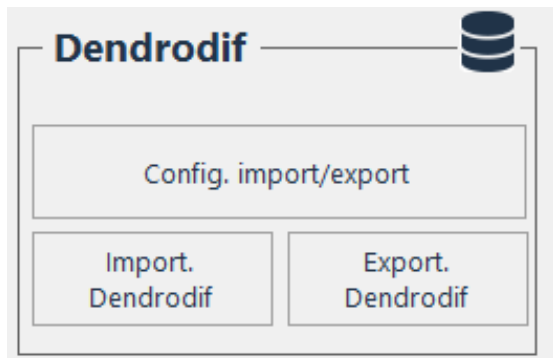 Dendrodif
Config. import/export
Import.
Dendrodif
Export.
Dendrodif